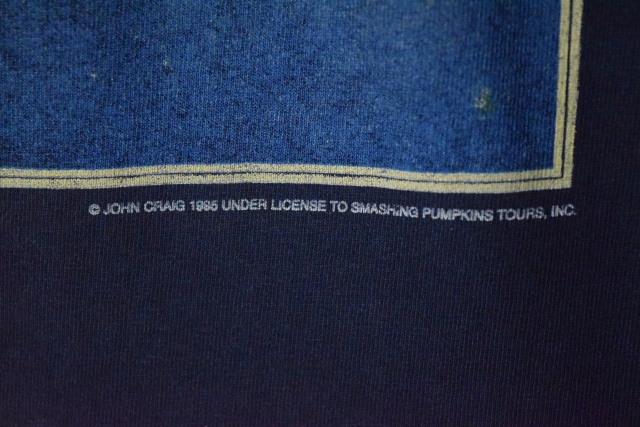 © JOHN CRAIG 1995 UNDER LICENSE TO SMASHING PUMPKINS TOURS, INC.